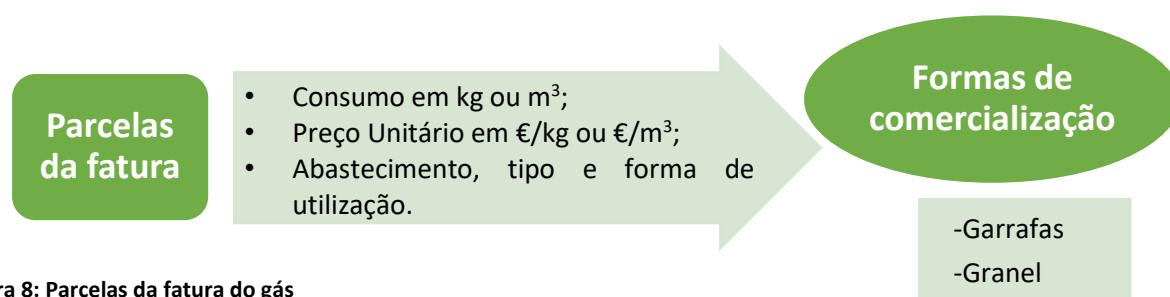 Parcelas
da fatura
• Consumo em kg ou m³;
• Preço Unitário em €/kg ou €/m³;
• Abastecimento, tipo e forma de
utilização.
Formas de
comercialização
-Garrafas
-Granel
ra 8: Parcelas da fatura do gás